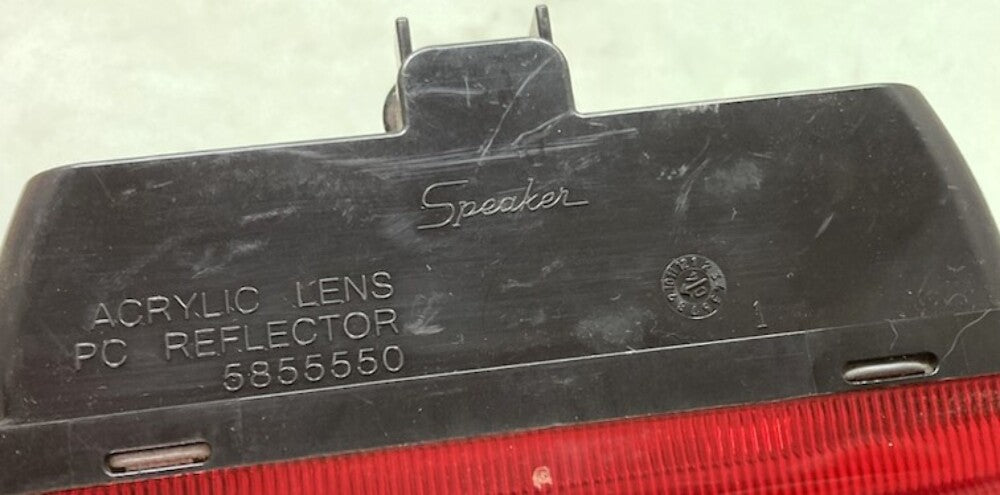 Speaker
ACRYLIC LENS
PC REFLECTOR
5855550
1